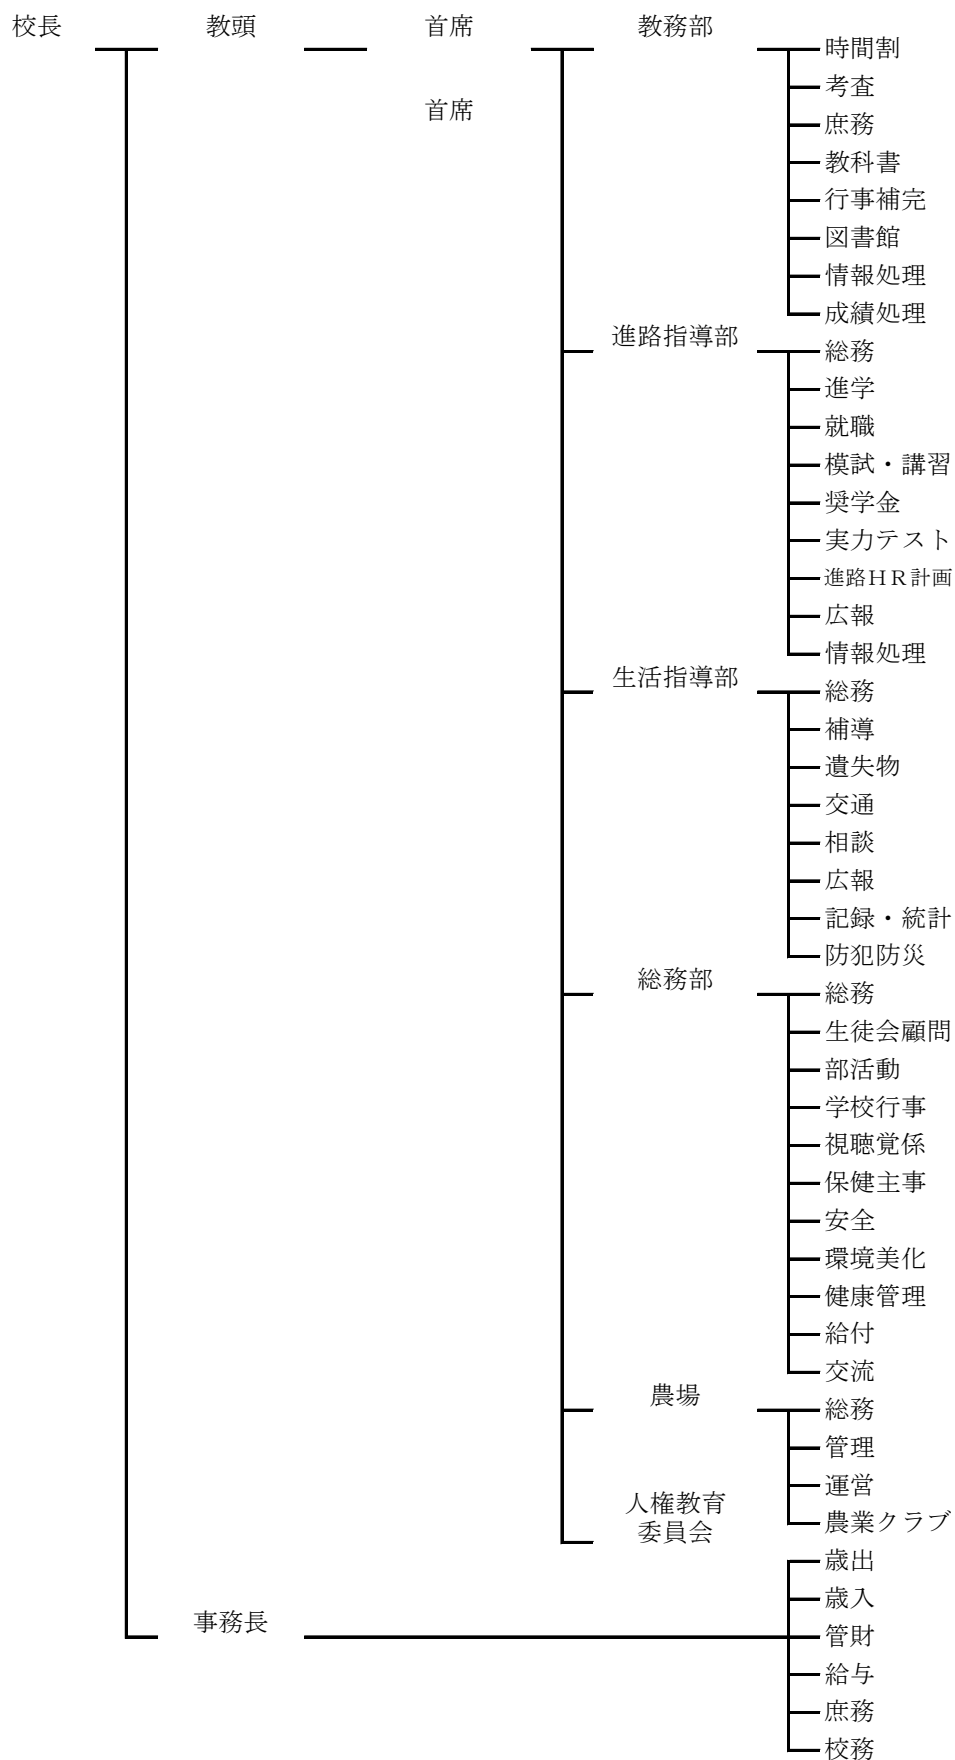 校長 教頭 首席 教務部 時間割
考査
首席
庶務
教科書
行事補完
図書館
情報処理
成績処理
進路指導部 総務
進学
就職
模試・講習
奨学金
実力テスト
進路HR計画
広報
情報処理
生活指導部 総務
補導
遺失物
交通
相談
広報
記録・統計
防犯防災
総務部 総務
生徒会顧問
部活動
学校行事
視聴覚係
保健主事
安全
環境美化
健康管理
給付
交流
農場 総務
管理
運営
農業クラブ
人権教育
委員会
歳出
歳入
事務長 管財
給与
庶務
校務